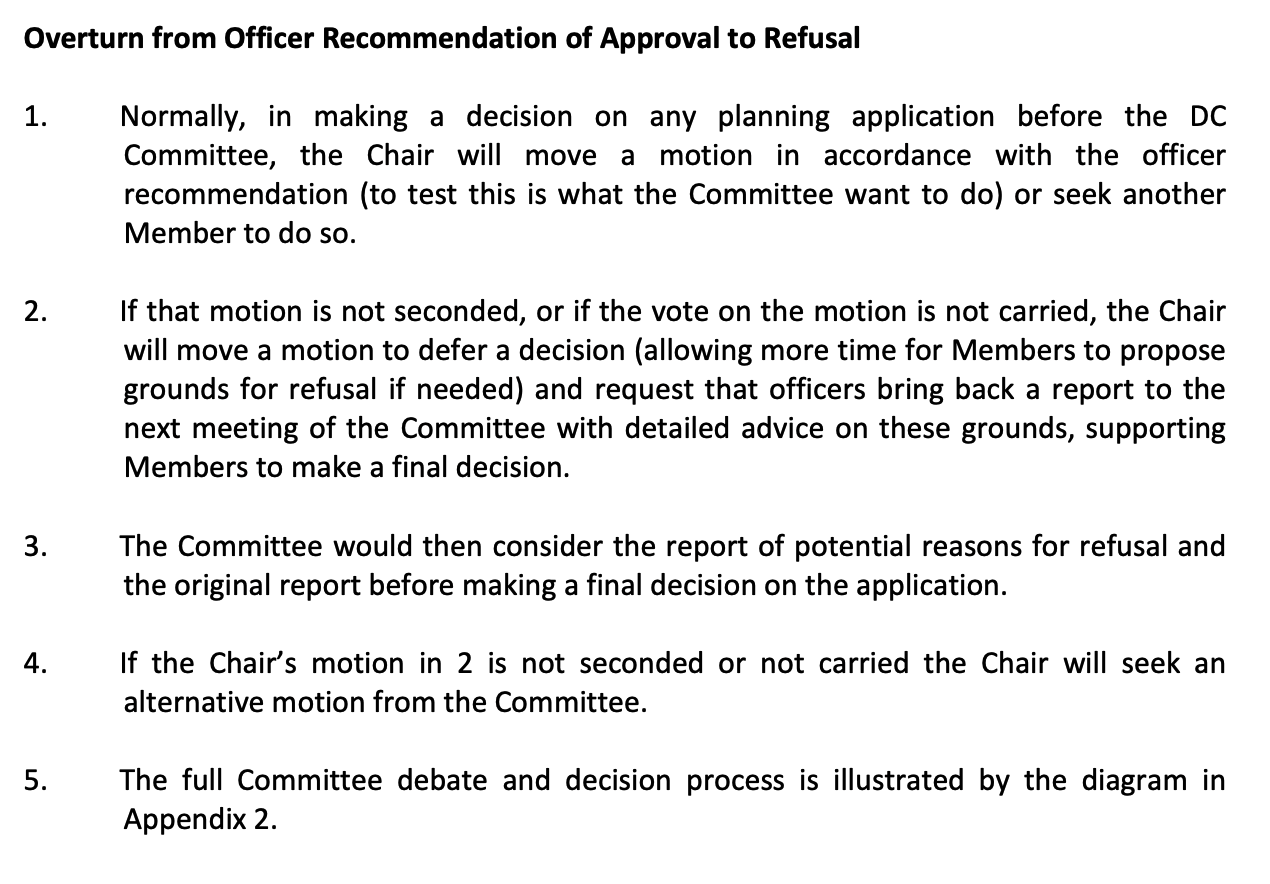 Overturn from Officer Recommendation of Approval to Refusal
1. Normally, in making a decision on any planning application before the DC
Committee, the Chair will move a motion in accordance with the officer
recommendation (to test this is what the Committee want to do) or seek another
Member to do so.
2. If that motion is not seconded, or if the vote on the motion is not carried, the Chair
will move a motion to defer a decision (allowing more time for Members to propose
grounds for refusal if needed) and request that officers bring back a report to the
next meeting of the Committee with detailed advice on these grounds, supporting
Members to make a final decision.
3. The Committee would then consider the report of potential reasons for refusal and
the original report before making a final decision on the application.
4. If the Chair’s motion in 2 is not seconded or not carried the Chair will seek an
alternative motion from the Committee.
5. The full Committee debate and decision process is illustrated by the diagram in
Appendix 2.